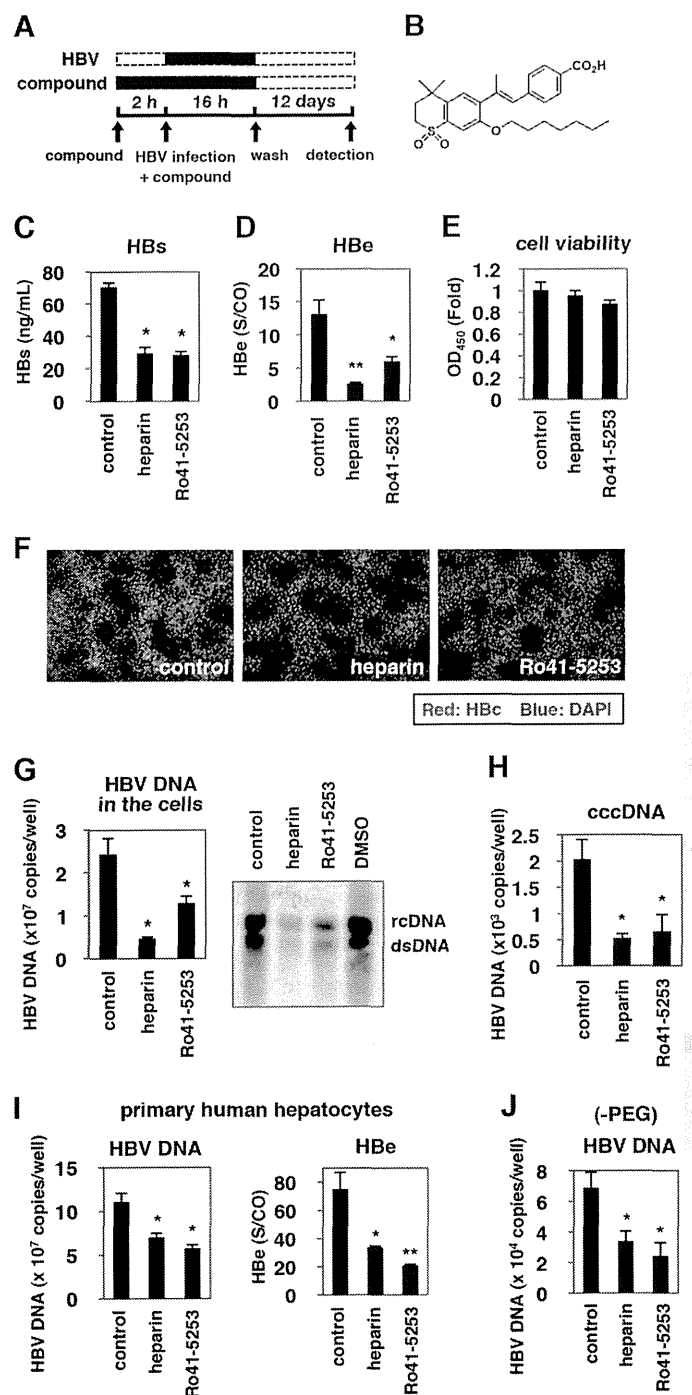 A
HBV
compound
2 h 16 h 12 days
compound HBV infection + compound wash detection
B
CO2H
S
O O
O
C
HBs
HBs (ng/mL)
80
60
40
20
0
* *
control
heparin
Ro41-5253
D
HBe
HBe (S/CO)
20
15
10
5
0
** *
control
heparin
Ro41-5253
E
cell viability
OD450 (Fold)
1.2
1
0.8
0.6
0.4
0.2
0
control
heparin
Ro41-5253
F
control
heparin
Ro41-5253
Red: HBc Blue: DAPI
G
HBV DNA
in the cells
HBV DNA (x10⁷ copies/well)
3
2
1
0
* *
control
heparin
Ro41-5253
control
heparin
Ro41-5253
DMSO
rcDNA
dsDNA
H
cccDNA
HBV DNA (x10³ copies/well)
2.5
2
1.5
1
0.5
0
* *
control
heparin
Ro41-5253
I
primary human hepatocytes
HBV DNA
HBV DNA (x 10⁷ copies/well)
15
10
5
0
* *
control
heparin
Ro41-5253
HBe
HBe (S/CO)
80
60
40
20
0
* **
control
heparin
Ro41-5253
J
(-PEG)
HBV DNA
HBV DNA (x 10⁴ copies/well)
8
6
4
2
0
* *
control
heparin
Ro41-5253